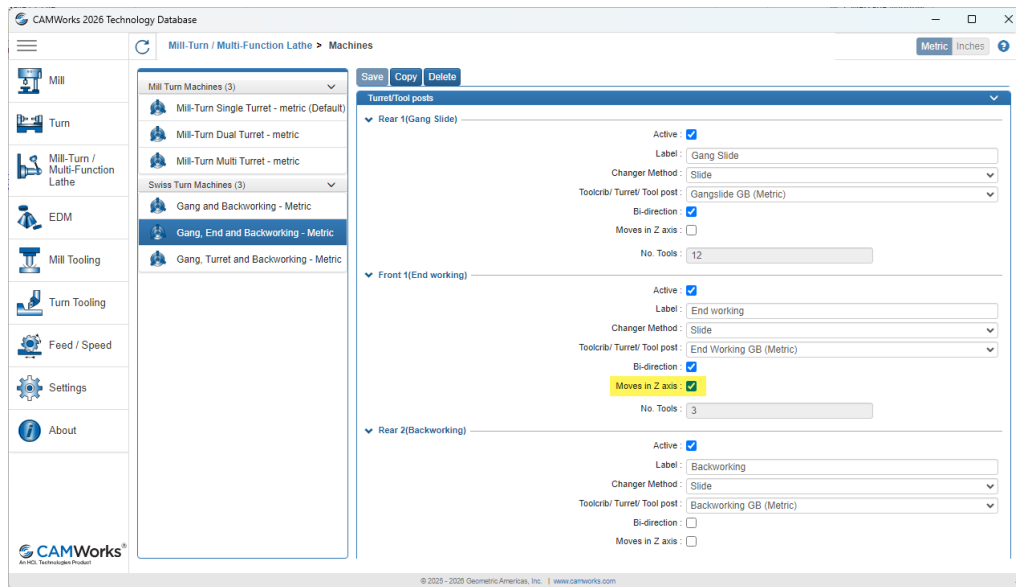 CAMWorks 2026 Technology Database
Mill-Turn / Multi-Function Lathe > Machines
Metric Inches
Mill
Turn
Mill-Turn /
Multi-Function
Lathe
EDM
Mill Tooling
Turn Tooling
Feed / Speed
Settings
About
CAMWorks®
An HCL Technologies Product
Mill Turn Machines (3)
Mill-Turn Single Turret - metric (Default)
Mill-Turn Dual Turret - metric
Mill-Turn Multi Turret - metric
Swiss Turn Machines (3)
Gang and Backworking - Metric
Gang, End and Backworking - Metric
Gang, Turret and Backworking - Metric
Save Copy Delete
Turret/Tool posts
Rear 1(Gang Slide)
Active :
Label : Gang Slide
Changer Method : Slide
Toolcrib/ Turret/ Tool post : Gangslide GB (Metric)
Bi-direction :
Moves in Z axis :
No. Tools : 12
Front 1(End working)
Active :
Label : End working
Changer Method : Slide
Toolcrib/ Turret/ Tool post : End Working GB (Metric)
Bi-direction :
Moves in Z axis :
No. Tools : 3
Rear 2(Backworking)
Active :
Label : Backworking
Changer Method : Slide
Toolcrib/ Turret/ Tool post : Backworking GB (Metric)
Bi-direction :
Moves in Z axis :
© 2025 - 2026 Geometric Americas, Inc. | www.camworks.com